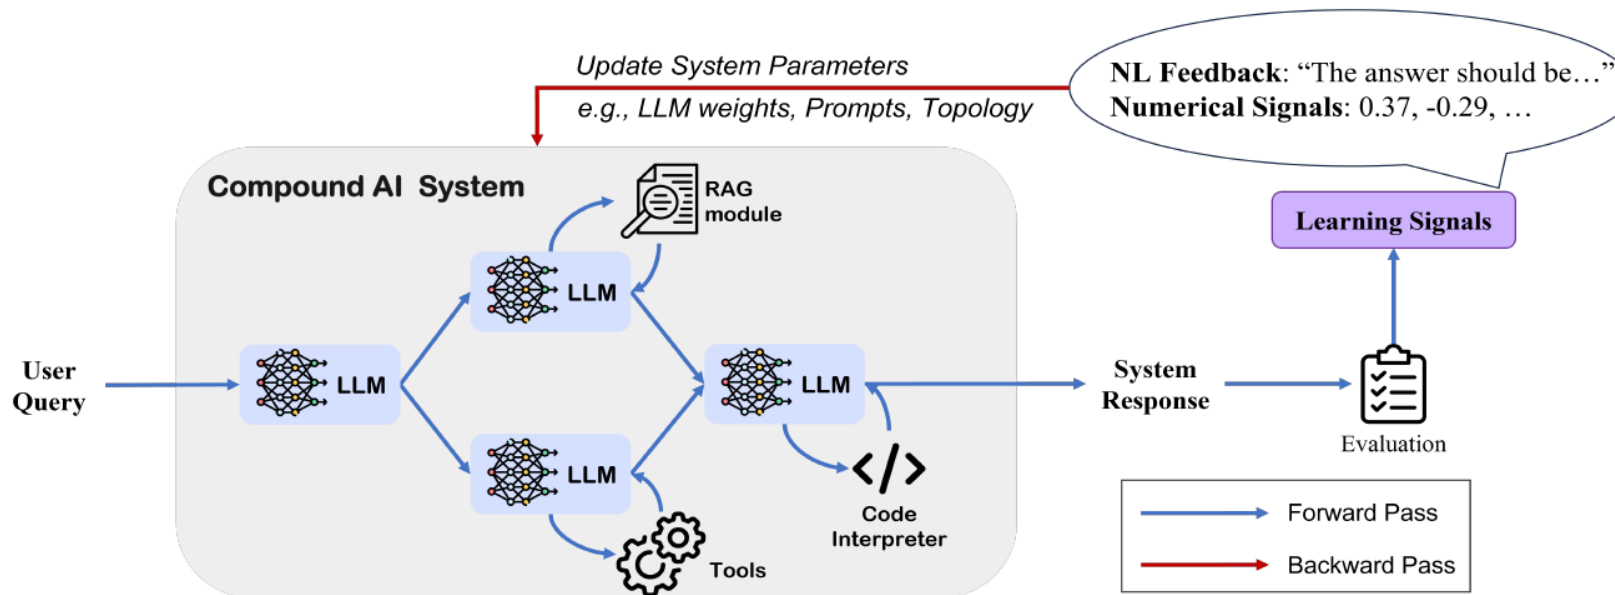 Update System Parameters
e.g., LLM weights, Prompts, Topology
NL Feedback: “The answer should be…”
Numerical Signals: 0.37, -0.29, …
Learning Signals
Compound AI System
RAG
module
LLM
User
Query
LLM
LLM
System
Response
Evaluation
LLM
Code
Interpreter
Tools
Forward Pass
Backward Pass